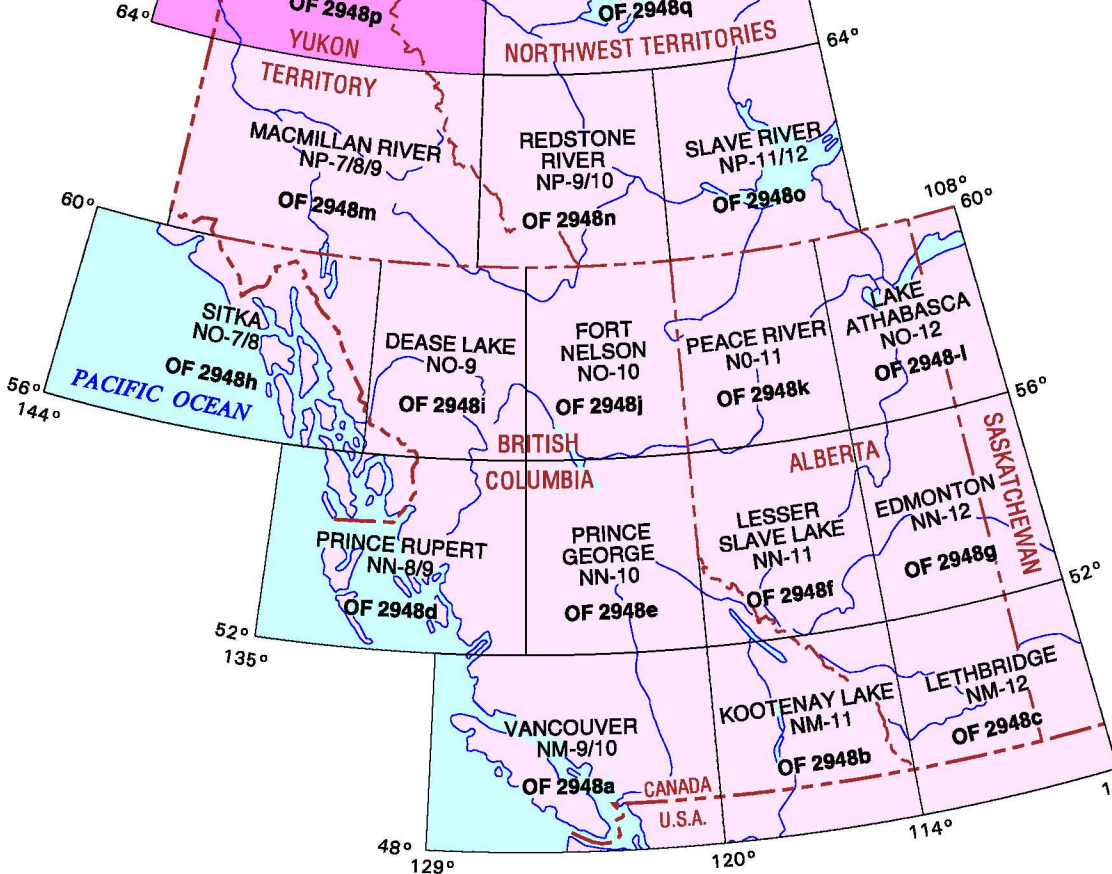 OF 2948p
OF 2948q
64°
YUKON
NORTHWEST TERRITORIES
64°
TERRITORY
MACMILLAN RIVER
NP-7/8/9
OF 2948m
REDSTONE
RIVER
NP-9/10
OF 2948n
SLAVE RIVER
NP-11/12
OF 2948o
108°
60°
60°
SITKA
NO-7/8
OF 2948h
DEASE LAKE
NO-9
OF 2948i
FORT
NELSON
NO-10
OF 2948j
PEACE RIVER
N0-11
OF 2948k
LAKE
ATHABASCA
NO-12
OF 2948-l
56°
144°
PACIFIC OCEAN
56°
BRITISH
COLUMBIA
ALBERTA
SASKATCHEWAN
PRINCE RUPERT
NN-8/9
OF 2948d
PRINCE
GEORGE
NN-10
OF 2948e
LESSER
SLAVE LAKE
NN-11
OF 2948f
EDMONTON
NN-12
OF 2948g
52°
52°
135°
VANCOUVER
NM-9/10
OF 2948a
KOOTENAY LAKE
NM-11
OF 2948b
LETHBRIDGE
NM-12
OF 2948c
CANADA
U.S.A.
48°
129°
120°
114°
1